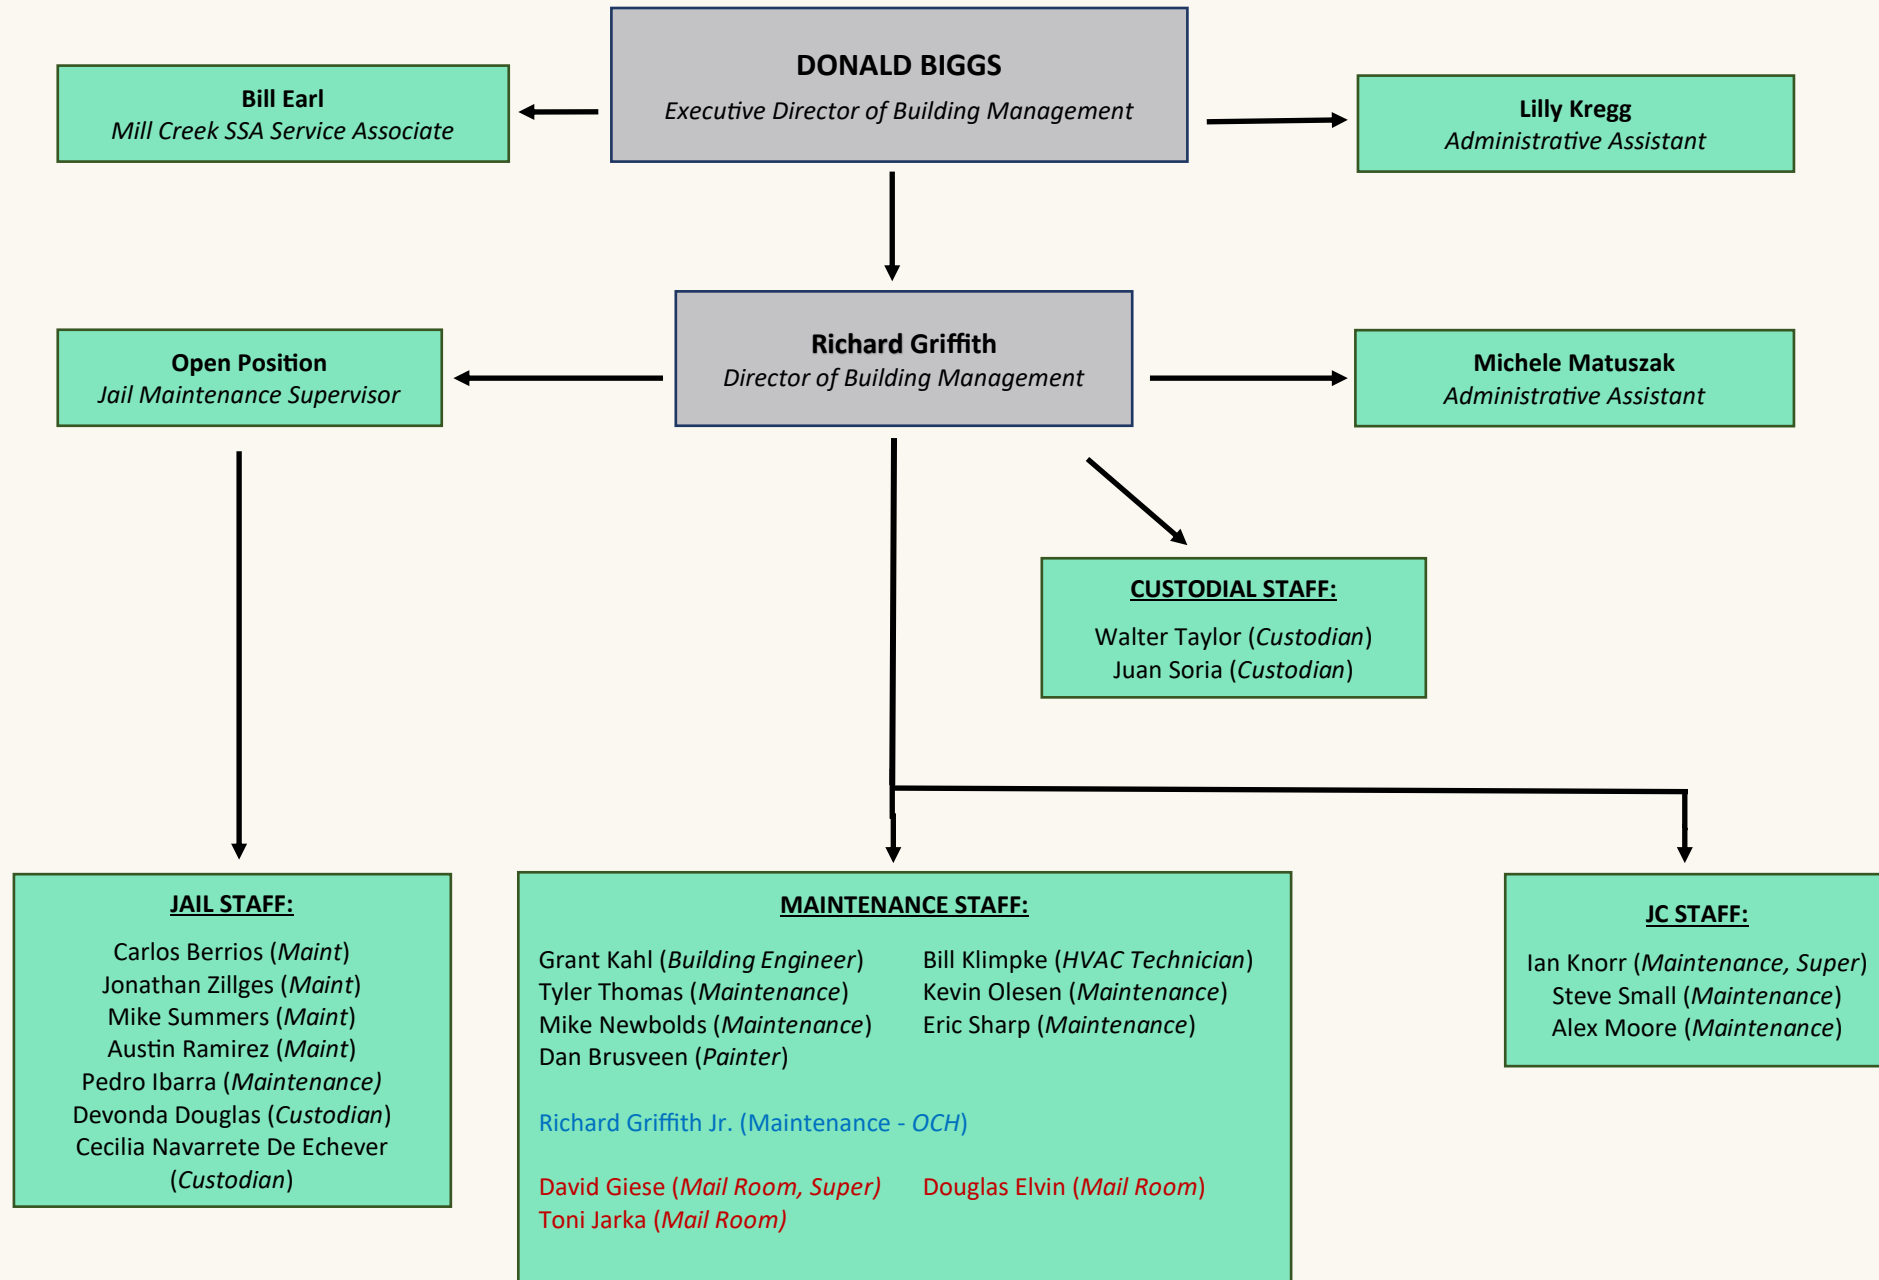 DONALD BIGGS
Executive Director of Building Management
Bill Earl
Mill Creek SSA Service Associate
Lilly Kregg
Administrative Assistant
Richard Griffith
Director of Building Management
Open Position
Jail Maintenance Supervisor
Michele Matuszak
Administrative Assistant
CUSTODIAL STAFF:
Walter Taylor (Custodian)
Juan Soria (Custodian)
JAIL STAFF:
Carlos Berrios (Maint)
Jonathan Zillges (Maint)
Mike Summers (Maint)
Austin Ramirez (Maint)
Pedro Ibarra (Maintenance)
Devonda Douglas (Custodian)
Cecilia Navarrete De Echever
(Custodian)
MAINTENANCE STAFF:
Grant Kahl (Building Engineer) Bill Klimpke (HVAC Technician)
Tyler Thomas (Maintenance) Kevin Olesen (Maintenance)
Mike Newbolds (Maintenance) Eric Sharp (Maintenance)
Dan Brusveen (Painter)
Richard Griffith Jr. (Maintenance - OCH)
David Giese (Mail Room, Super) Douglas Elvin (Mail Room)
Toni Jarka (Mail Room)
JC STAFF:
Ian Knorr (Maintenance, Super)
Steve Small (Maintenance)
Alex Moore (Maintenance)